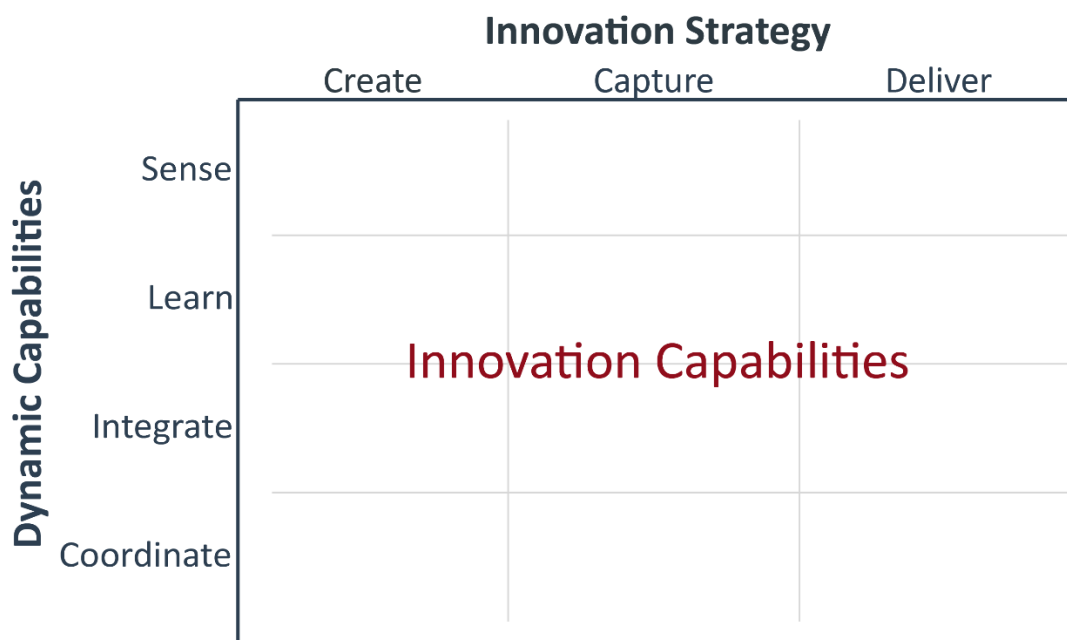 Innovation Strategy
Create Capture Deliver
Dynamic Capabilities
Sense
Learn
Innovation Capabilities
Integrate
Coordinate